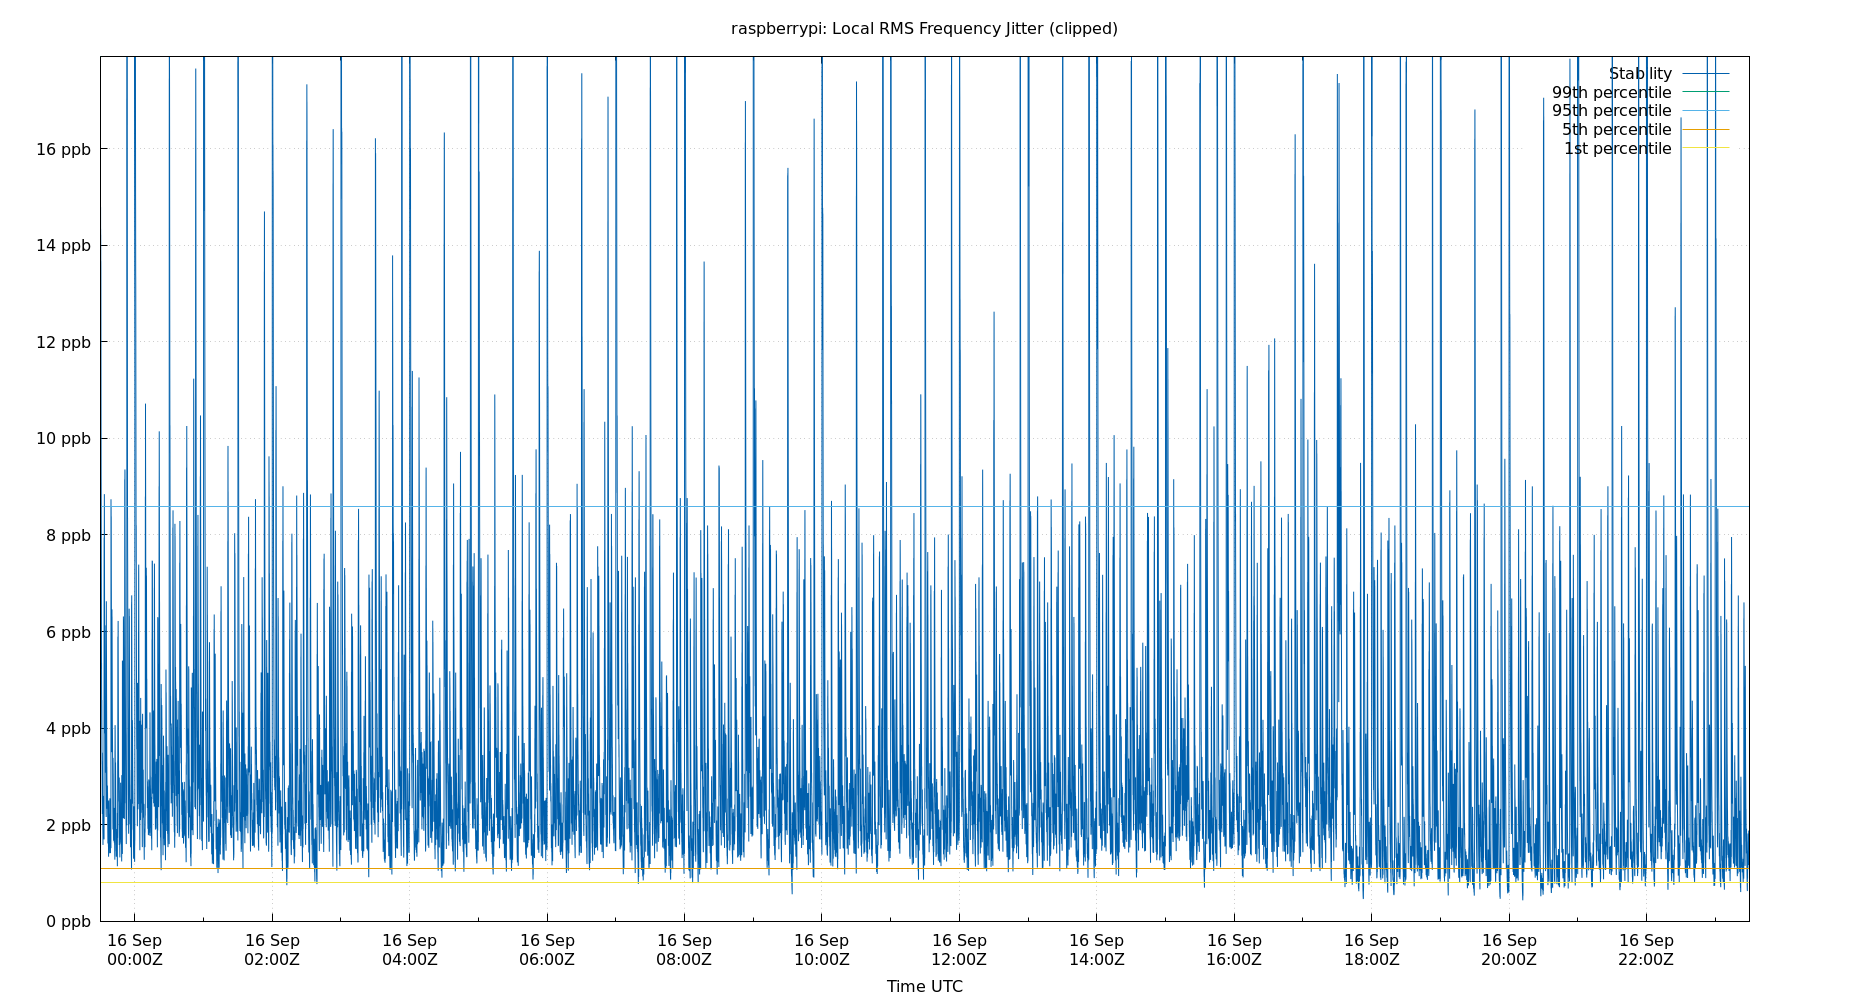 raspberrypi: Local RMS Frequency Jitter (clipped)
Stability
99th percentile
95th percentile
5th percentile
1st percentile
16 ppb
14 ppb
12 ppb
10 ppb
8 ppb
6 ppb
4 ppb
2 ppb
0 ppb
16 Sep 16 Sep 16 Sep 16 Sep 16 Sep 16 Sep 16 Sep 16 Sep 16 Sep 16 Sep 16 Sep 16 Sep
00:00Z 02:00Z 04:00Z 06:00Z 08:00Z 10:00Z 12:00Z 14:00Z 16:00Z 18:00Z 20:00Z 22:00Z
Time UTC